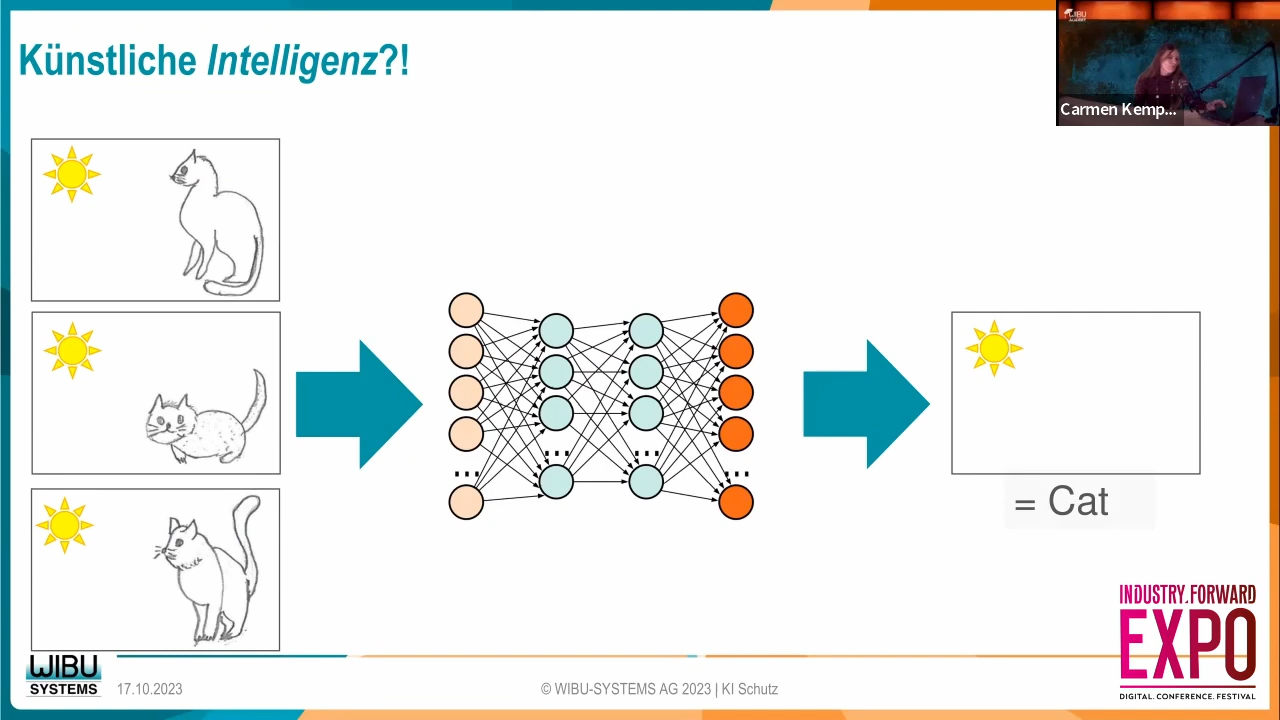 Künstliche Intelligenz?!
WIBU
Carmen Kemp...
...
...
...
...
= Cat
INDUSTRY.FORWARD
EXPO
DIGITAL.CONFERENCE.FESTIVAL
WIBU
SYSTEMS
17.10.2023
© WIBU-SYSTEMS AG 2023 | KI Schutz